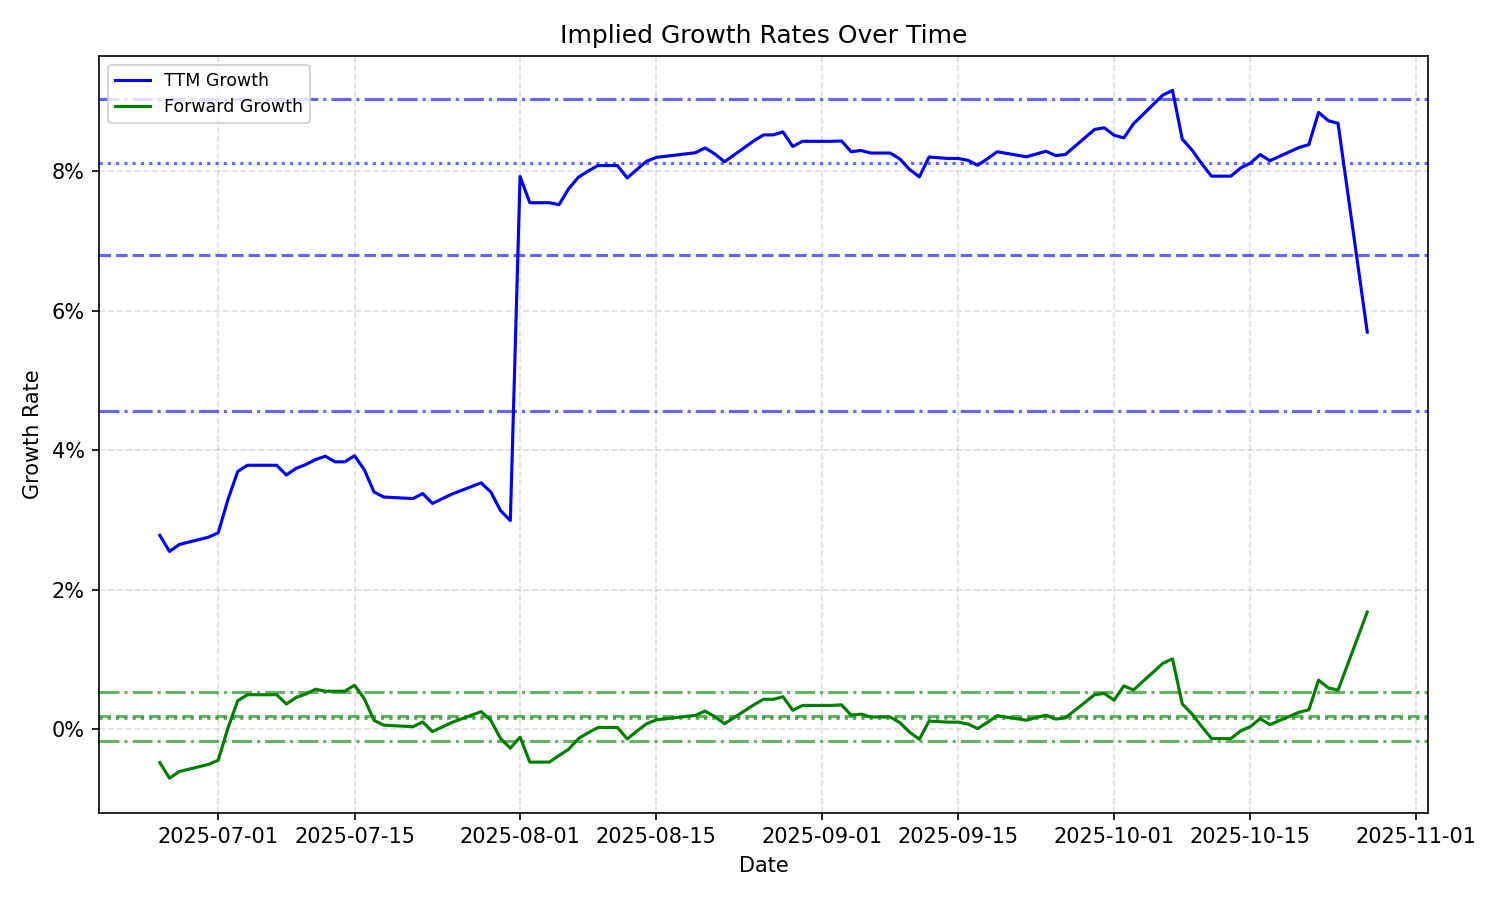 Implied Growth Rates Over Time
TTM Growth
Forward Growth
8%
6%
4%
2%
0%
Growth Rate
2025-07-01 2025-07-15 2025-08-01 2025-08-15 2025-09-01 2025-09-15 2025-10-01 2025-10-15 2025-11-01
Date